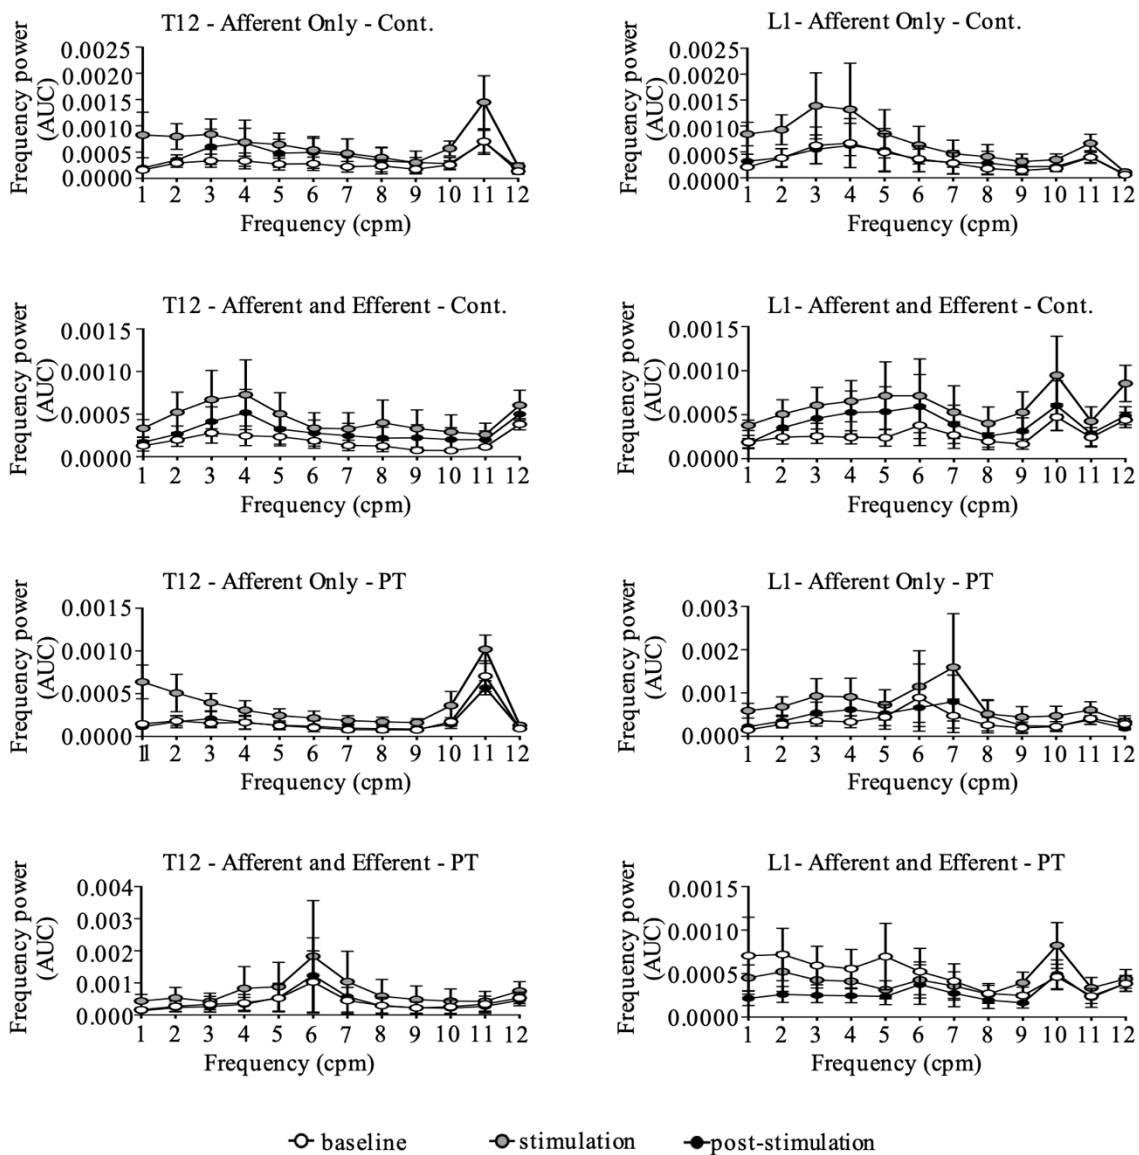 T12 - Afferent Only - Cont.
Frequency power
(AUC)
0.0025
0.0020
0.0015
0.0010
0.0005
0.0000
1 2 3 4 5 6 7 8 9 10 11 12
Frequency (cpm)
L1- Afferent Only - Cont.
Frequency power
(AUC)
0.0025
0.0020
0.0015
0.0010
0.0005
0.0000
1 2 3 4 5 6 7 8 9 10 11 12
Frequency (cpm)
T12 - Afferent and Efferent - Cont.
Frequency power
(AUC)
0.0015
0.0010
0.0005
0.0000
1 2 3 4 5 6 7 8 9 10 11 12
Frequency (cpm)
L1- Afferent and Efferent - Cont.
Frequency power
(AUC)
0.0015
0.0010
0.0005
0.0000
1 2 3 4 5 6 7 8 9 10 11 12
Frequency (cpm)
T12 - Afferent Only - PT
Frequency power
(AUC)
0.0015
0.0010
0.0005
0.0000
1 2 3 4 5 6 7 8 9 10 11 12
Frequency (cpm)
L1- Afferent Only - PT
Frequency power
(AUC)
0.003
0.002
0.001
0.000
1 2 3 4 5 6 7 8 9 10 11 12
Frequency (cpm)
T12 - Afferent and Efferent - PT
Frequency power
(AUC)
0.004
0.003
0.002
0.001
0.000
1 2 3 4 5 6 7 8 9 10 11 12
Frequency (cpm)
L1- Afferent and Efferent - PT
Frequency power
(AUC)
0.0015
0.0010
0.0005
0.0000
1 2 3 4 5 6 7 8 9 10 11 12
Frequency (cpm)
baseline stimulation post-stimulation